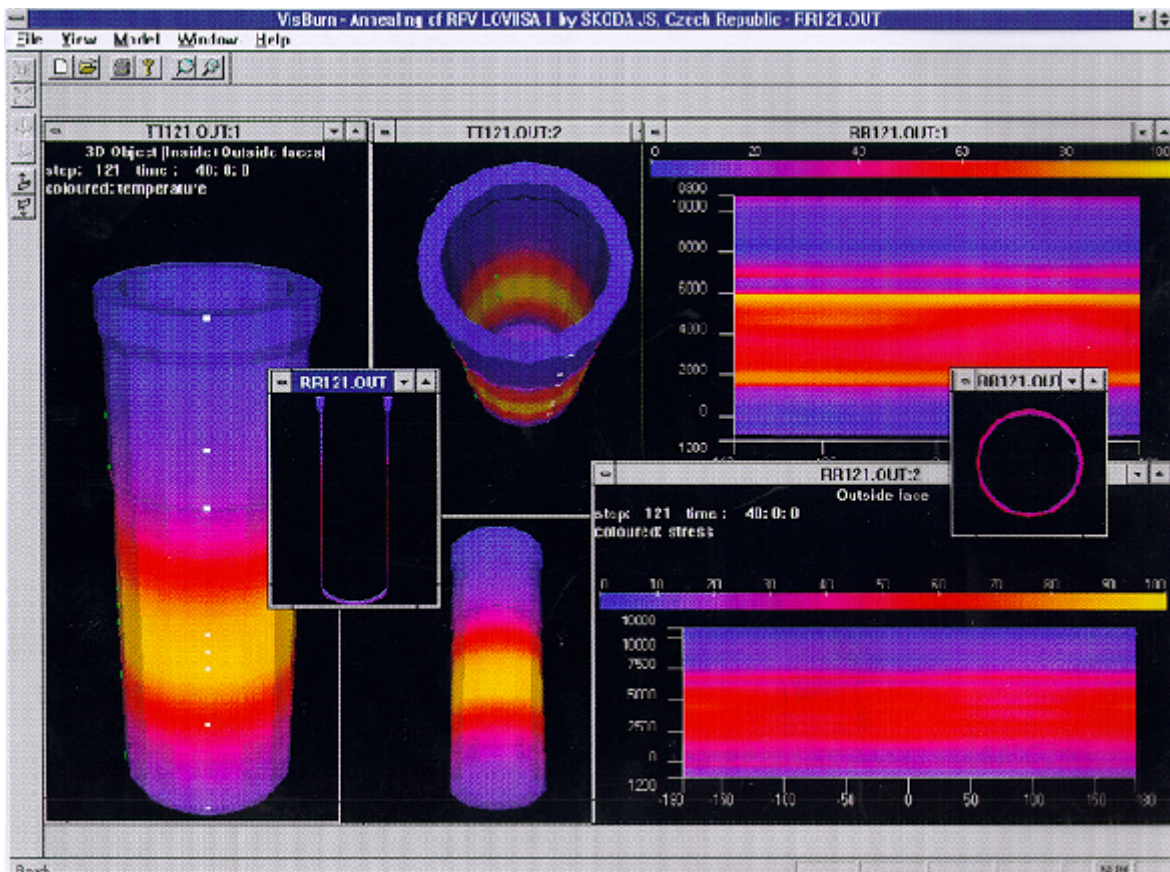 VisBurn - Annealing of RPV LOVIISA 1 by ŠKODA JS, Czech Republic - RR121.OUT
File View Model Window Help
TT121.OUT:1
TT121.OUT:2
RR121.OUT:1
3D Object [Inside+Outside faces]
step: 121 time : 40: 0: 0
coloured: temperature
0 20 40 60 80 100
10000
8000
6000
4000
2000
0
RR121.OUT
RR121.OUT
RR121.OUT:2
Outside face
step: 121 time : 40: 0: 0
coloured: stress
0 10 20 30 40 50 60 70 80 90 100
10000
10000
7500
5000
2500
0
-180 -150 -100 -50 0 50 100 150 180